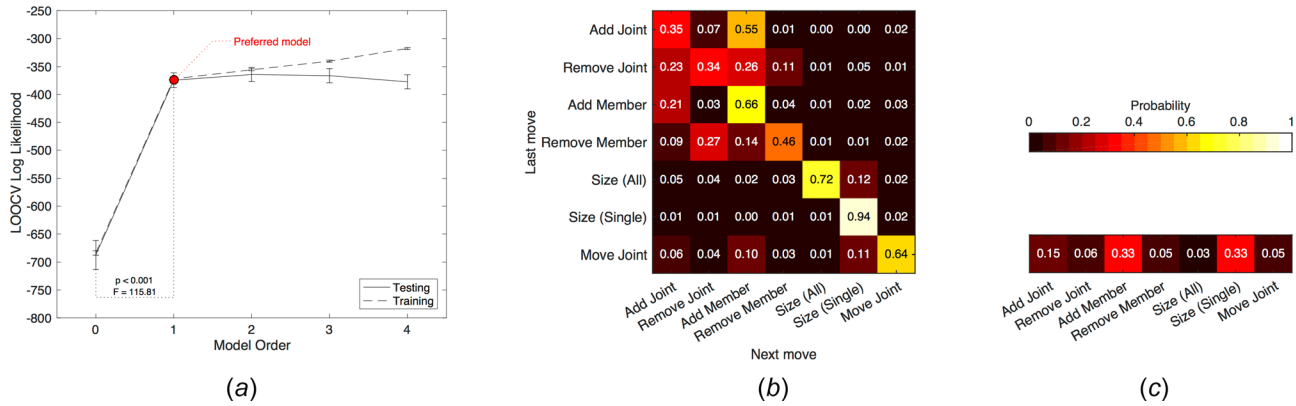 -250
-300
-350
-400
-450
-500
-550
-600
-650
-700
-750
-800
LOOCV Log Likelihood
Preferred model
p < 0.001
F = 115.81
Testing
Training
0 1 2 3 4
Model Order
(a)
Last move
Add Joint 0.35 0.07 0.55 0.01 0.00 0.00 0.02
Remove Joint 0.23 0.34 0.26 0.11 0.01 0.05 0.01
Add Member 0.21 0.03 0.66 0.04 0.01 0.02 0.03
Remove Member 0.09 0.27 0.14 0.46 0.01 0.01 0.02
Size (All) 0.05 0.04 0.02 0.03 0.72 0.12 0.02
Size (Single) 0.01 0.01 0.00 0.01 0.01 0.94 0.02
Move Joint 0.06 0.04 0.10 0.03 0.01 0.11 0.64
Add Joint Remove Joint Add Member Remove Member Size (All) Size (Single) Move Joint
Next move
(b)
Probability
0 0.2 0.4 0.6 0.8 1
0.15 0.06 0.33 0.05 0.03 0.33 0.05
Add Joint Remove Joint Add Member Remove Member Size (All) Size (Single) Move Joint
(c)